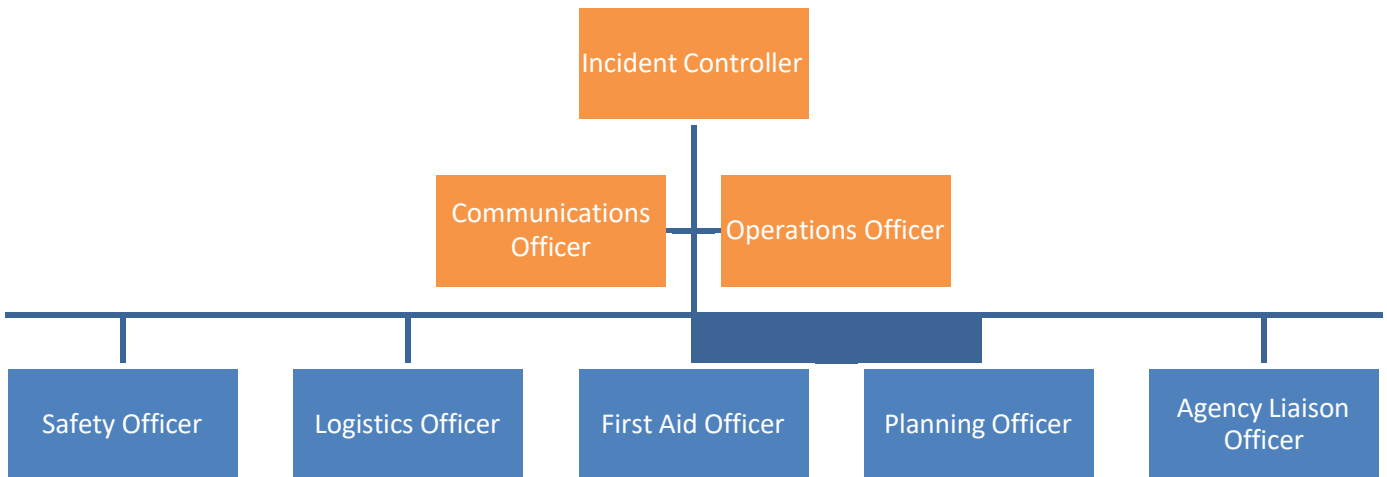 Incident Controller
Communications
Officer
Operations Officer
Safety Officer
Logistics Officer
First Aid Officer
Planning Officer
Agency Liaison
Officer